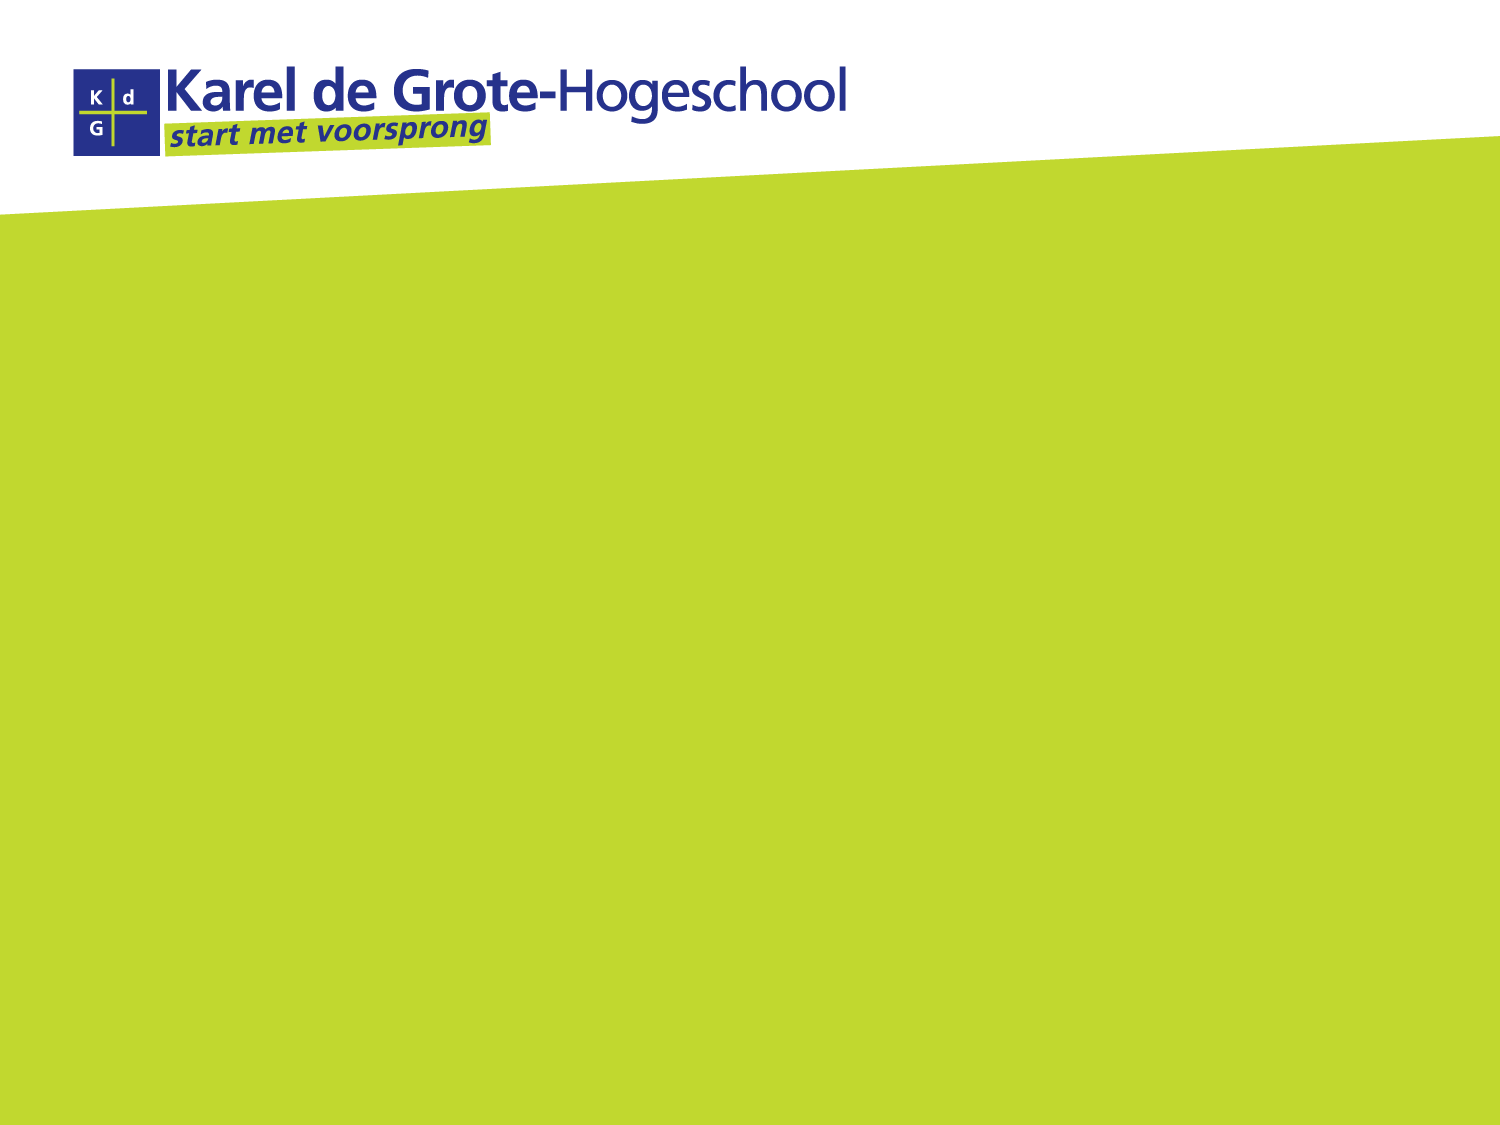 K d
G
Karel de Grote-Hogeschool
start met voorsprong